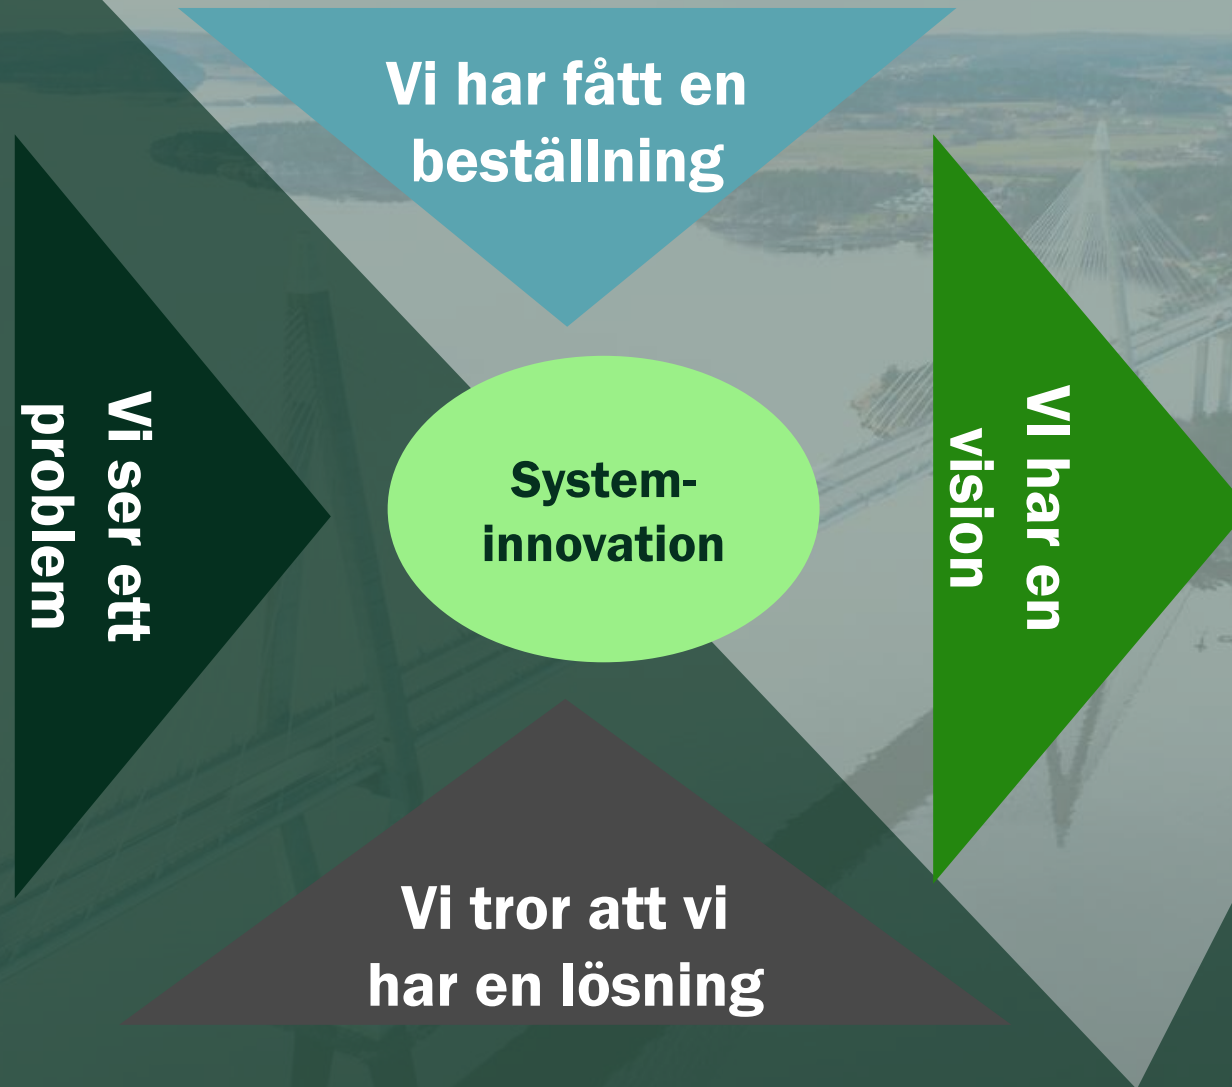 Vi har fått en
beställning
Vi ser ett
problem
System-
innovation
VI har en
vision
Vi tror att vi
har en lösning